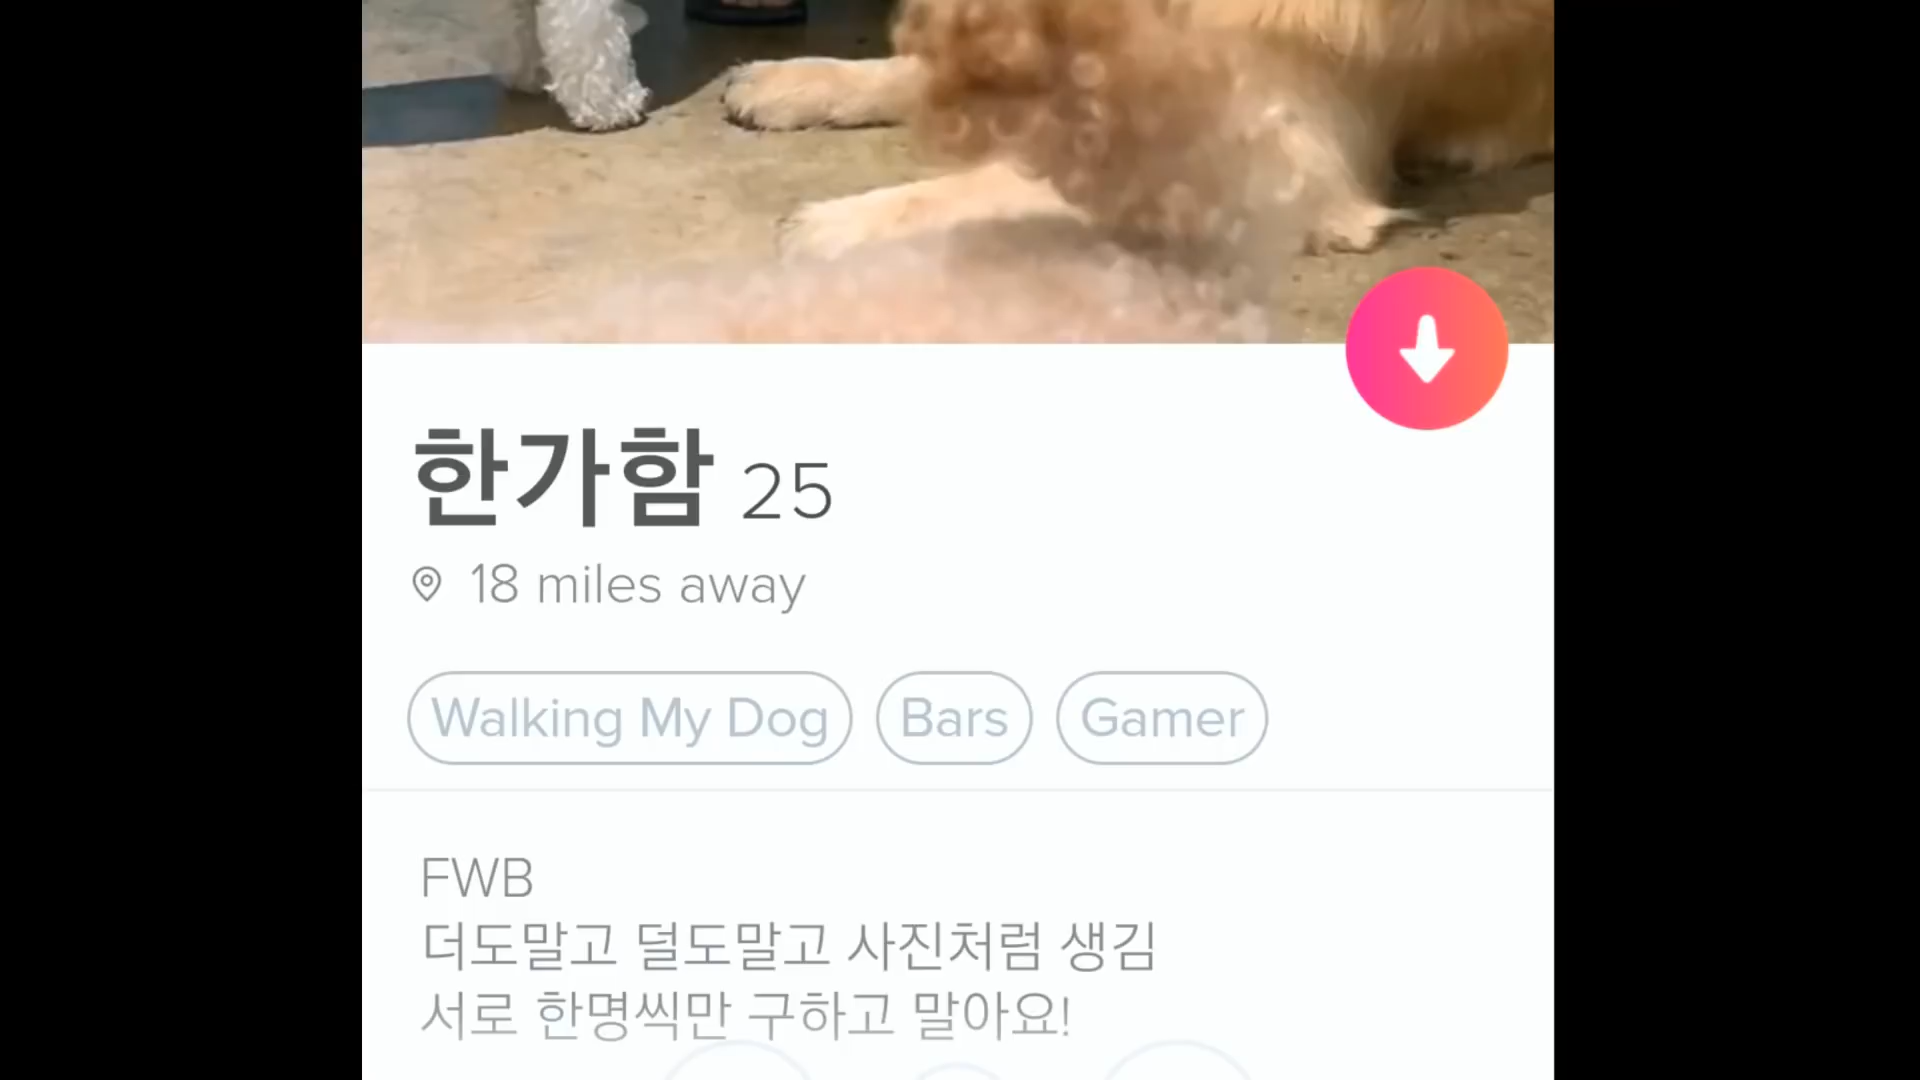 한가함 25
18 miles away
Walking My Dog Bars Gamer
FWB
더도말고 덜도말고 사진처럼 생김
서로 한명씩만 구하고 말아요!